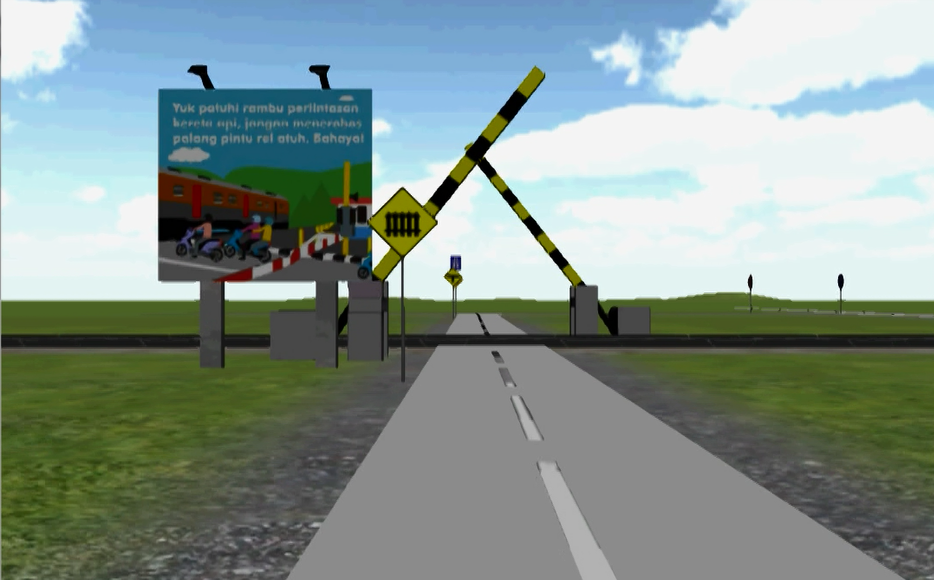 Yuk patuhi rambu perlintasan
kereta api, jangan menerobos
palang pintu rel atuh. Bahaya!